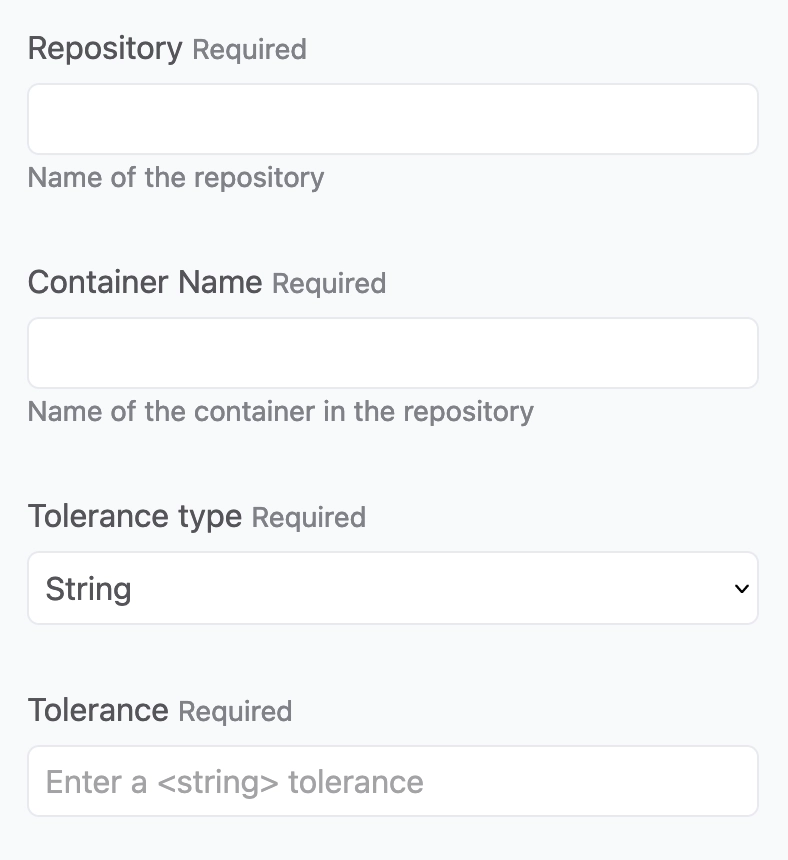 Repository Required
Name of the repository
Container Name Required
Name of the container in the repository
Tolerance type Required
String
Tolerance Required
Enter a <string> tolerance